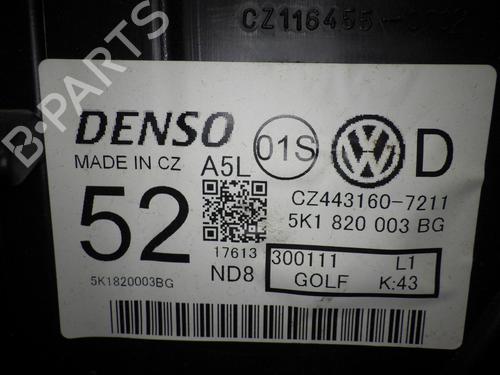 CZ116455-
DENSO 01S D
MADE IN CZ A5L
52
CZ443160-7211
5K1 820 003 BG
17613
300111 L1
5K1820003BG ND8 GOLF K:43
B-PARTS